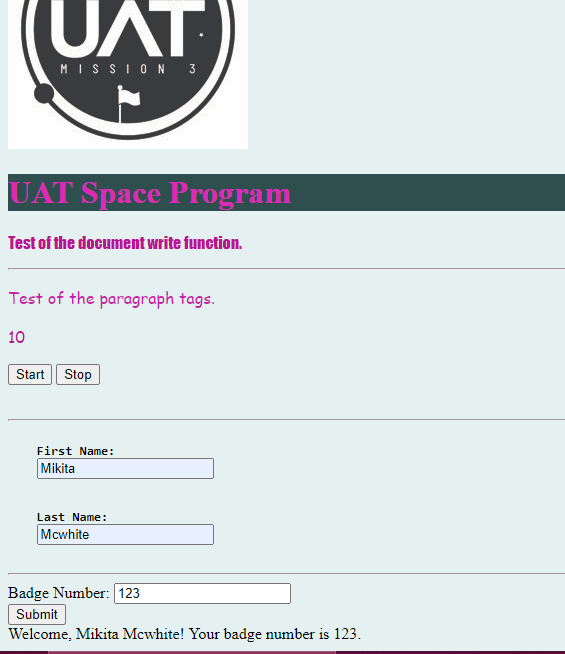 UAT
MISSION 3
UAT Space Program
Test of the document write function.
Test of the paragraph tags.
10
Start Stop
First Name:
Mikita
Last Name:
Mcwhite
Badge Number: 123
Submit
Welcome, Mikita Mcwhite! Your badge number is 123.